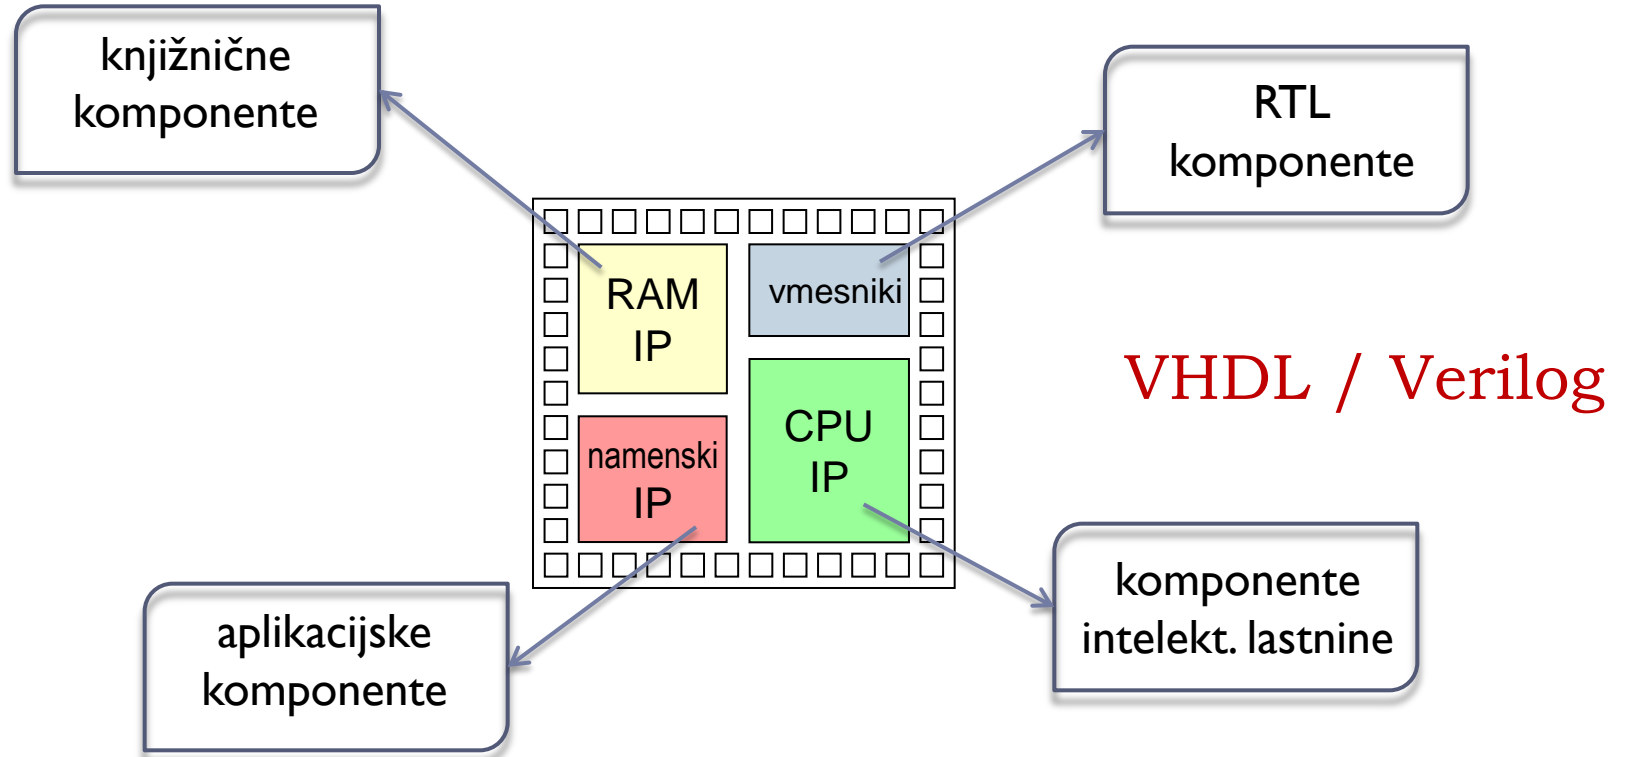 knjižnične
komponente
RTL
komponente
RAM
IP
vmesniki
VHDL / Verilog
namenski
IP
CPU
IP
aplikacijske
komponente
komponente
intelekt. lastnine